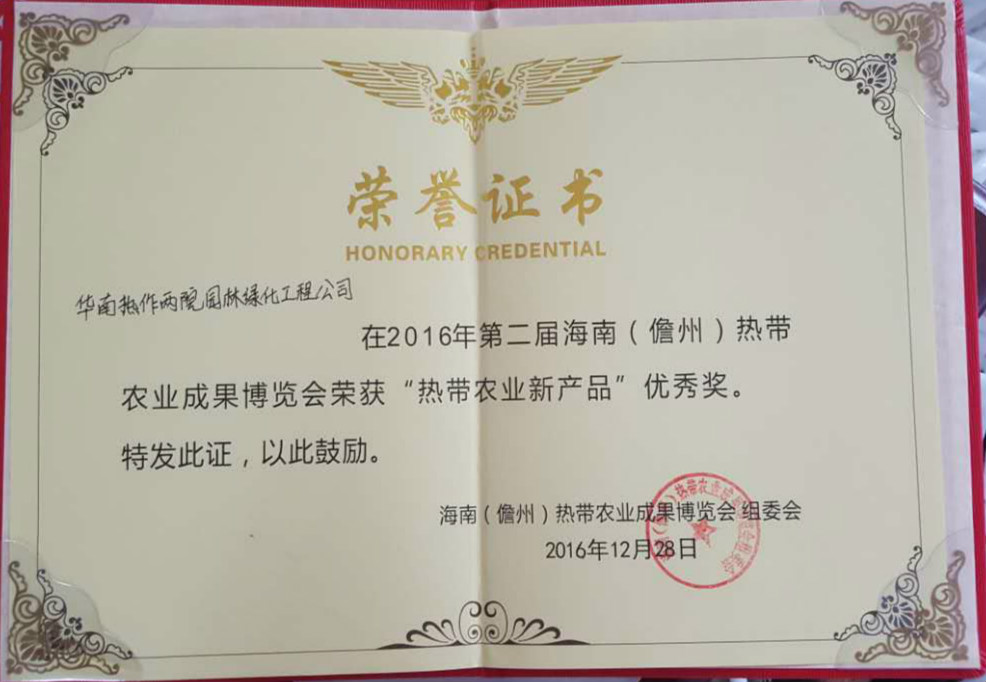 荣誉证书
HONORARY CREDENTIAL
华南热作两院园林绿化工程公司
在2016年第二届海南（儋州）热带
农业成果博览会荣获“热带农业新产品”优秀奖。
特发此证，以此鼓励。
海南（儋州）热带农业成果博览会 组委会
2016年12月28日